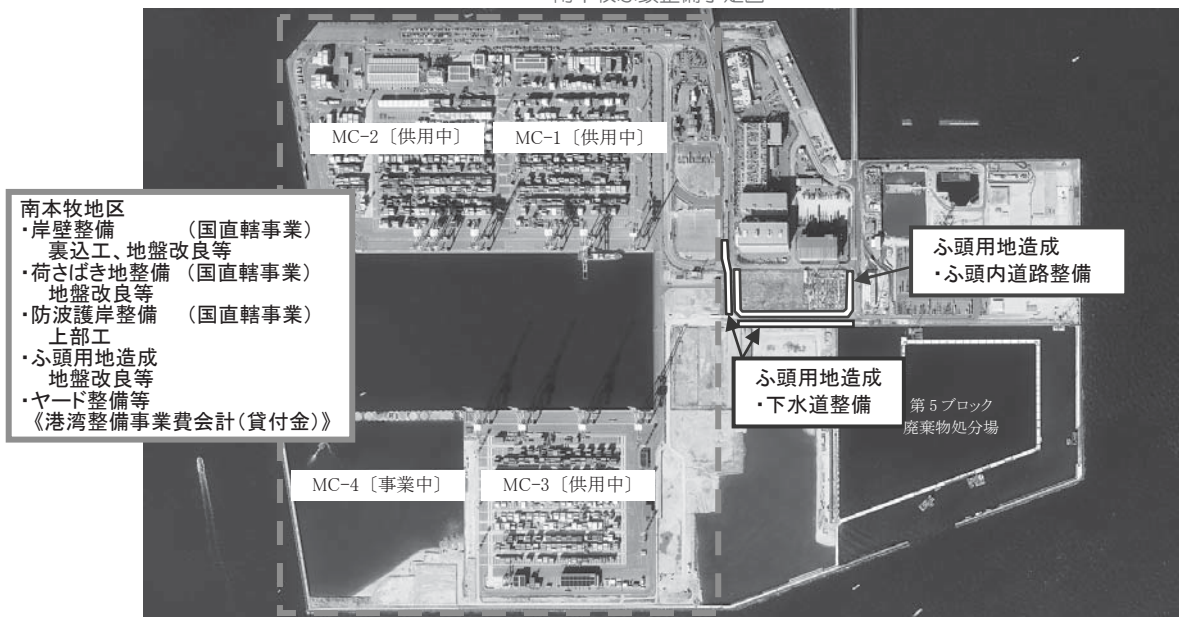 MC-2〔供用中〕
MC-1〔供用中〕
南本牧地区
・岸壁整備 (国直轄事業)
裏込工、地盤改良等
・荷さばき地整備 (国直轄事業)
地盤改良等
・防波護岸整備 (国直轄事業)
上部工
・ふ頭用地造成
地盤改良等
・ヤード整備等
《港湾整備事業費会計(貸付金)》
ふ頭用地造成
・ふ頭内道路整備
ふ頭用地造成
・下水道整備
第5ブロック
廃棄物処分場
MC-4〔事業中〕
MC-3〔供用中〕